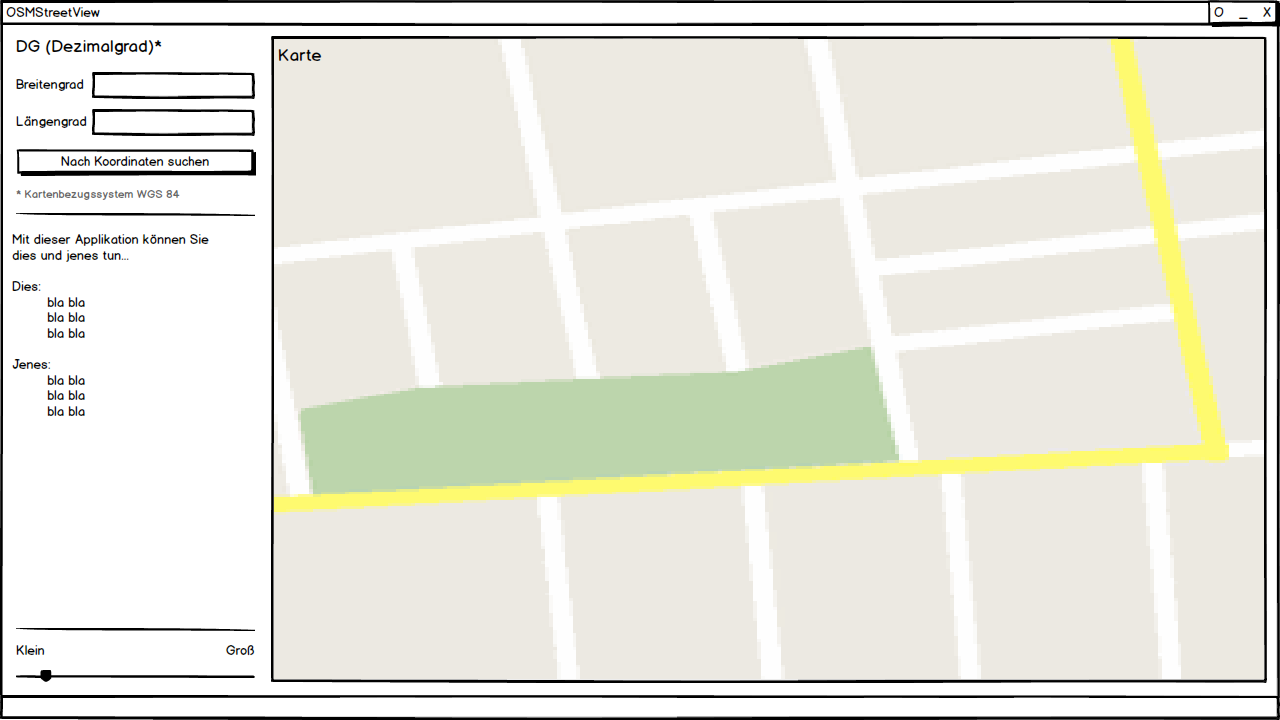 OSMStreetView
O _ X
DG (Dezimalgrad)*
Breitengrad
Längengrad
Nach Koordinaten suchen
* Kartenbezugssystem WGS 84
Mit dieser Applikation können Sie
dies und jenes tun...
Dies:
bla bla
bla bla
bla bla
Jenes:
bla bla
bla bla
bla bla
Klein
Groß
Karte